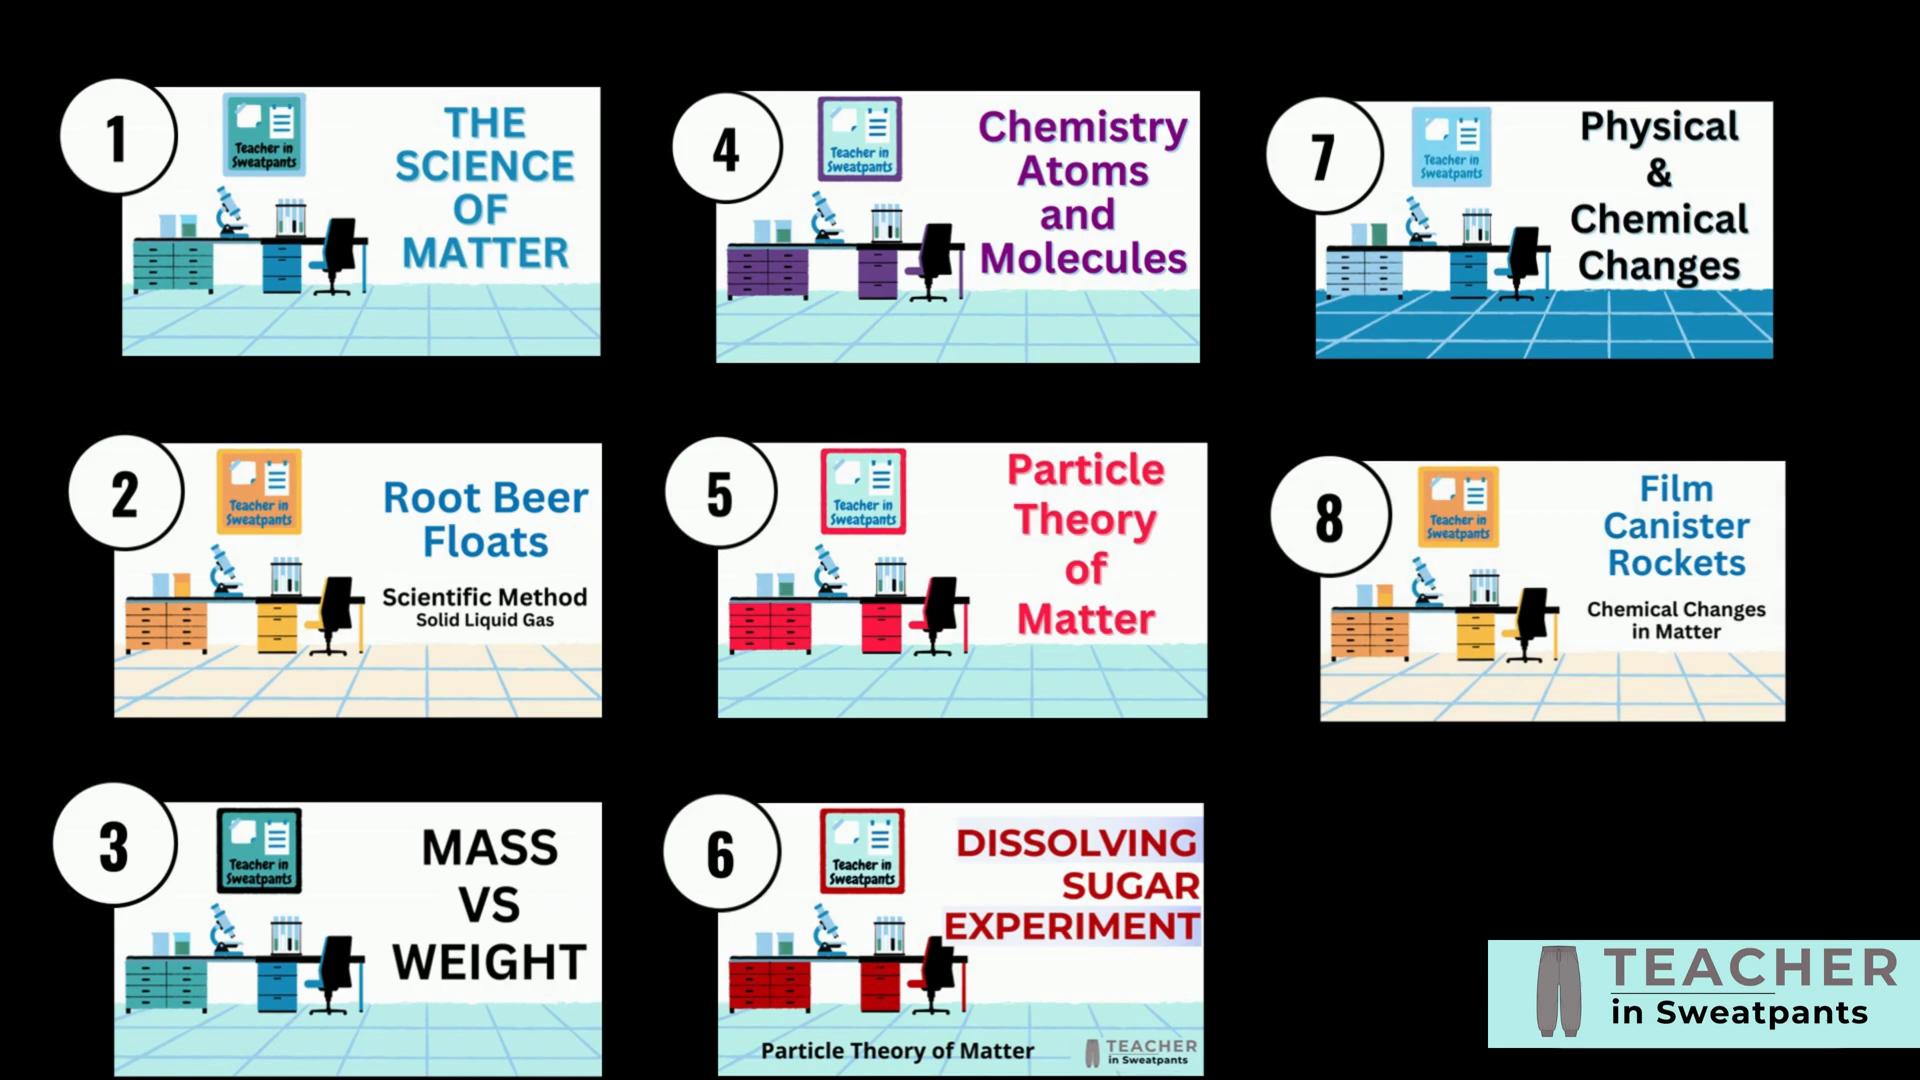 1
Teacher in
Sweatpants
THE
SCIENCE
OF
MATTER
2
Teacher in
Sweatpants
Root Beer
Floats
Scientific Method
Solid Liquid Gas
3
Teacher in
Sweatpants
MASS
VS
WEIGHT
4
Teacher in
Sweatpants
Chemistry
Atoms
and
Molecules
5
Teacher in
Sweatpants
Particle
Theory
of
Matter
6
Teacher in
Sweatpants
DISSOLVING
SUGAR
EXPERIMENT
Particle Theory of Matter
TEACHER
in Sweatpants
7
Teacher in
Sweatpants
Physical
&
Chemical
Changes
8
Teacher in
Sweatpants
Film
Canister
Rockets
Chemical Changes
in Matter
TEACHER
in Sweatpants